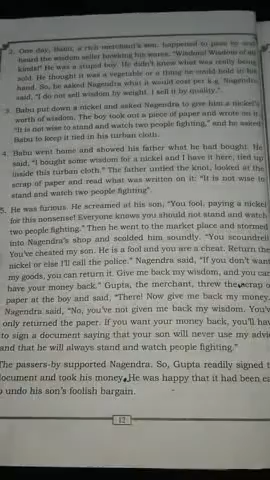 2. One day, Babu, a rich merchant's son, happened to pass by and
heard the wisdom seller hawking his wares. "Wisdom! Wisdom of all
kinds!" He was a stupid boy. He didn't know what was really being
sold. He thought it was a vegetable or a thing he could hold in his
hand. So, he asked Nagendra what it would cost per k.g. Nagendra
said, "I do not sell wisdom by weight. I sell it by quality."
3. Babu put down a nickel and asked Nagendra to give him a nickel's
worth of wisdom. The boy took out a piece of paper and wrote on it
"It is not wise to stand and watch two people fighting," and he asked
Babu to keep it tied in his turban cloth.
4. Babu went home and showed his father what he had bought. He
said, "I bought some wisdom for a nickel and I have it here, tied up
inside this turban cloth." The father untied the knot, looked at the
scrap of paper and read what was written on it: "It is not wise to
stand and watch two people fighting".
5. He was furious. He screamed at his son, "You fool, paying a nickel
for this nonsense! Everyone knows you should not stand and watch
two people fighting." Then he went to the market place and stormed
into Nagendra's shop and scolded him soundly. "You scoundrel!
You've cheated my son. He is a fool and you are a cheat. Return the
nickel or else I'll call the police." Nagendra said, "If you don't want
my goods, you can return it. Give me back my wisdom, and you can
have your money back." Gupta, the merchant, threw the scrap o
paper at the boy and said, "There! Now give me back my money.
Nagendra said, "No, you've not given me back my wisdom. You'v
only returned the paper. If you want your money back, you'll hav
to sign a document saying that your son will never use my advic
and that he will always stand and watch people fighting."
The passers-by supported Nagendra. So, Gupta readily signed t
document and took his money. He was happy that it had been ea
o undo his son's foolish bargain.
12